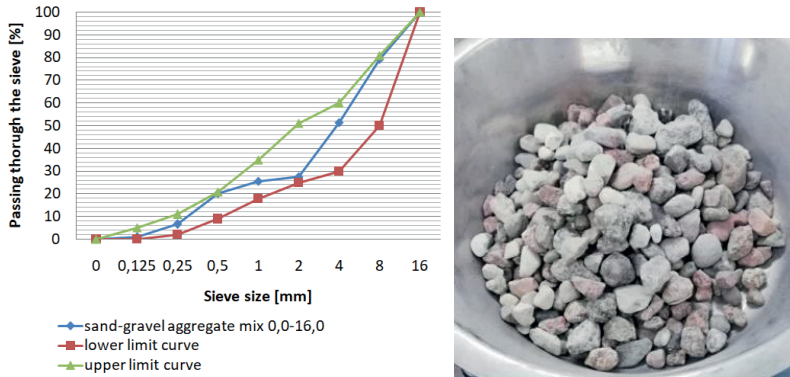 100
90
80
70
60
50
40
30
20
10
0
Passing thorugh the sieve [%]
0 0,125 0,25 0,5 1 2 4 8 16
Sieve size [mm]
sand-gravel aggregate mix 0,0-16,0
lower limit curve
upper limit curve